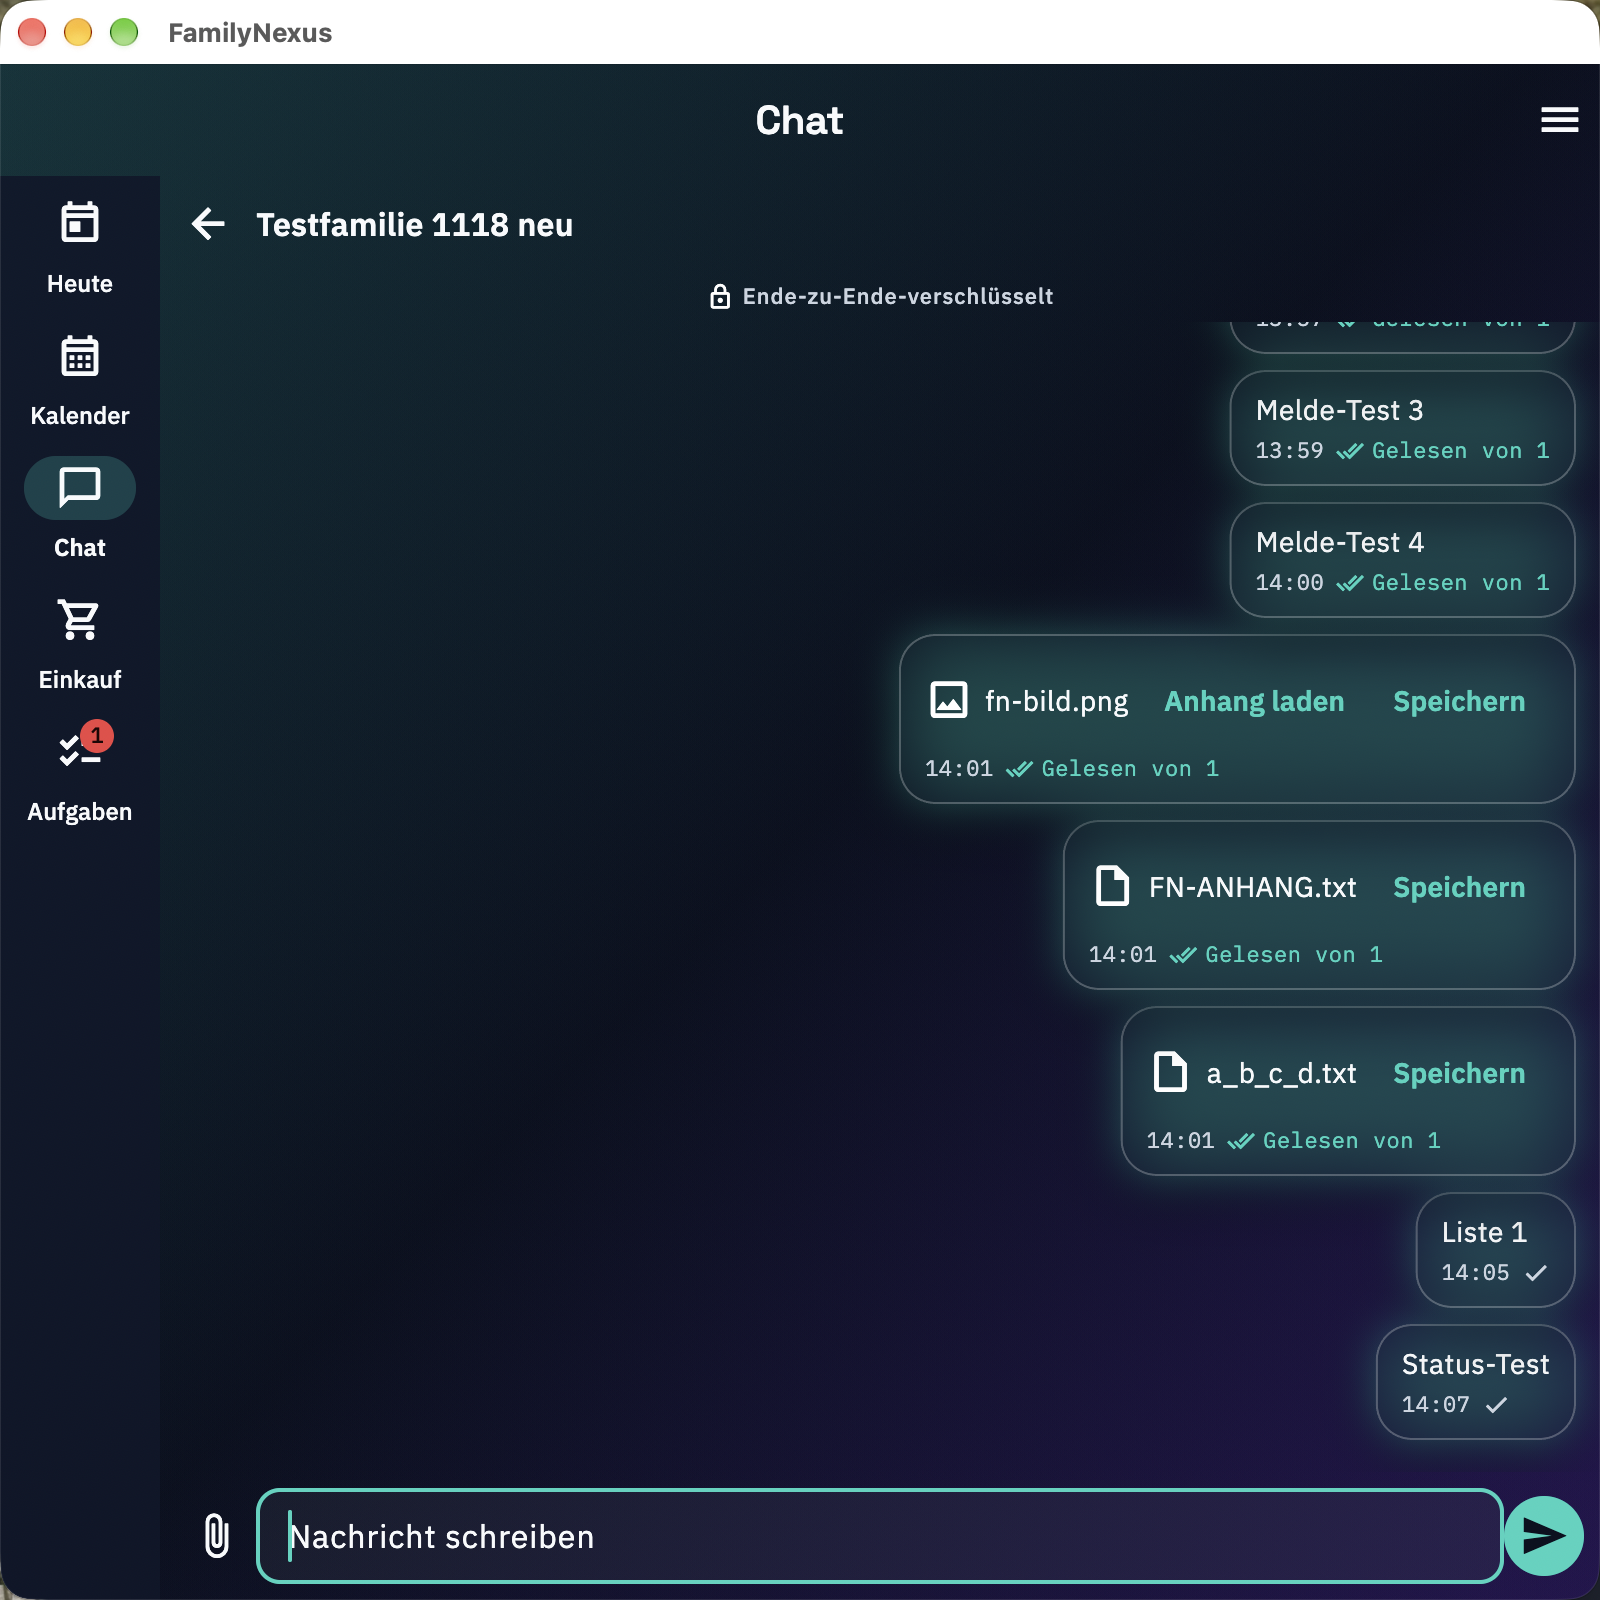 FamilyNexus
Chat
Heute
Kalender
Chat
Einkauf
1
Aufgaben
Testfamilie 1118 neu
Ende-zu-Ende-verschlüsselt
Gelesen von 1
Melde-Test 3
13:59 Gelesen von 1
Melde-Test 4
14:00 Gelesen von 1
fn-bild.png Anhang laden Speichern
14:01 Gelesen von 1
FN-ANHANG.txt Speichern
14:01 Gelesen von 1
a_b_c_d.txt Speichern
14:01 Gelesen von 1
Liste 1
14:05
Status-Test
14:07
Nachricht schreiben